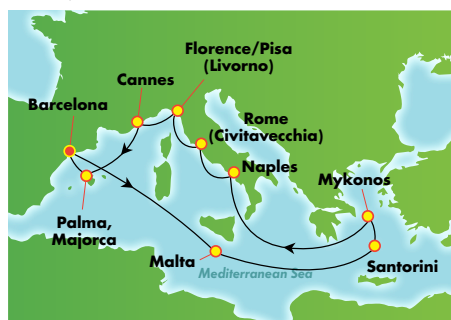 Florence/Pisa
(Livorno)
Cannes
Barcelona
Rome
(Civitavecchia)
Naples
Mykonos
Palma,
Majorca
Malta
Mediterranean Sea
Santorini